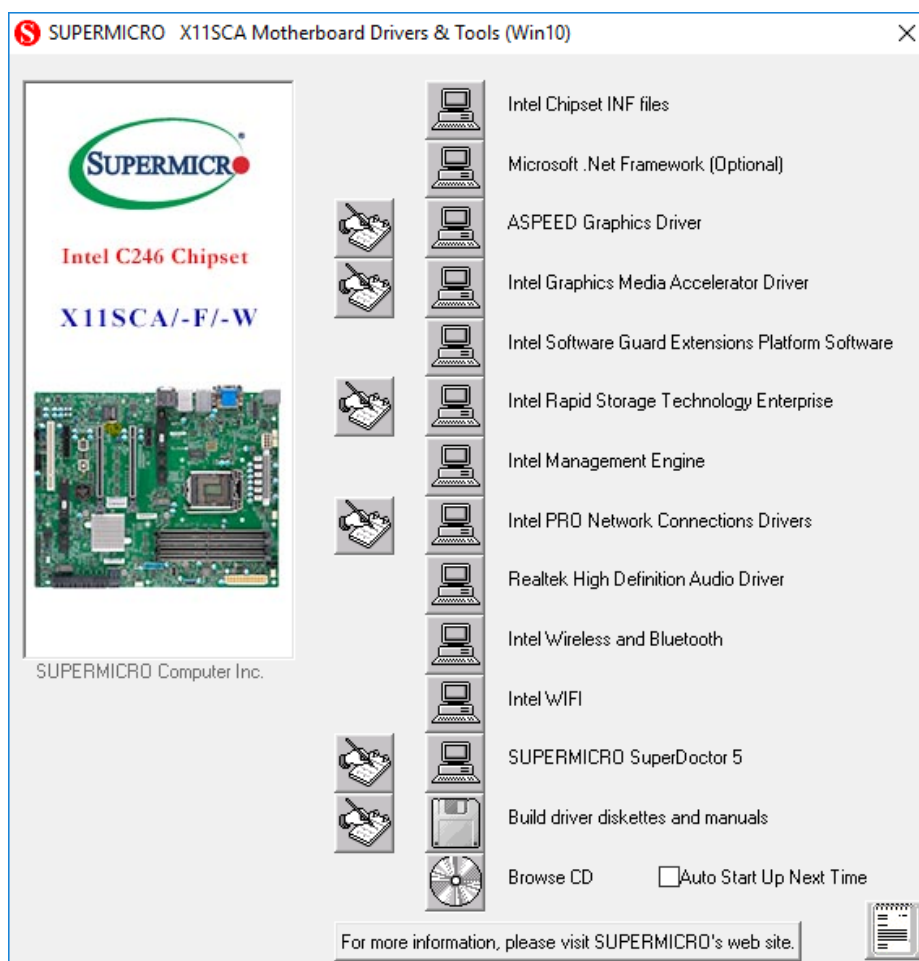 SUPERMICRO X11SCA Motherboard Drivers & Tools (Win10)
SUPERMICRO
Intel C246 Chipset
X11SCA/-F/-W
SUPERMICRO Computer Inc.
Intel Chipset INF files
Microsoft .Net Framework (Optional)
ASPEED Graphics Driver
Intel Graphics Media Accelerator Driver
Intel Software Guard Extensions Platform Software
Intel Rapid Storage Technology Enterprise
Intel Management Engine
Intel PRO Network Connections Drivers
Realtek High Definition Audio Driver
Intel Wireless and Bluetooth
Intel WIFI
SUPERMICRO SuperDoctor 5
Build driver diskettes and manuals
Browse CD Auto Start Up Next Time
For more information, please visit SUPERMICRO's web site.